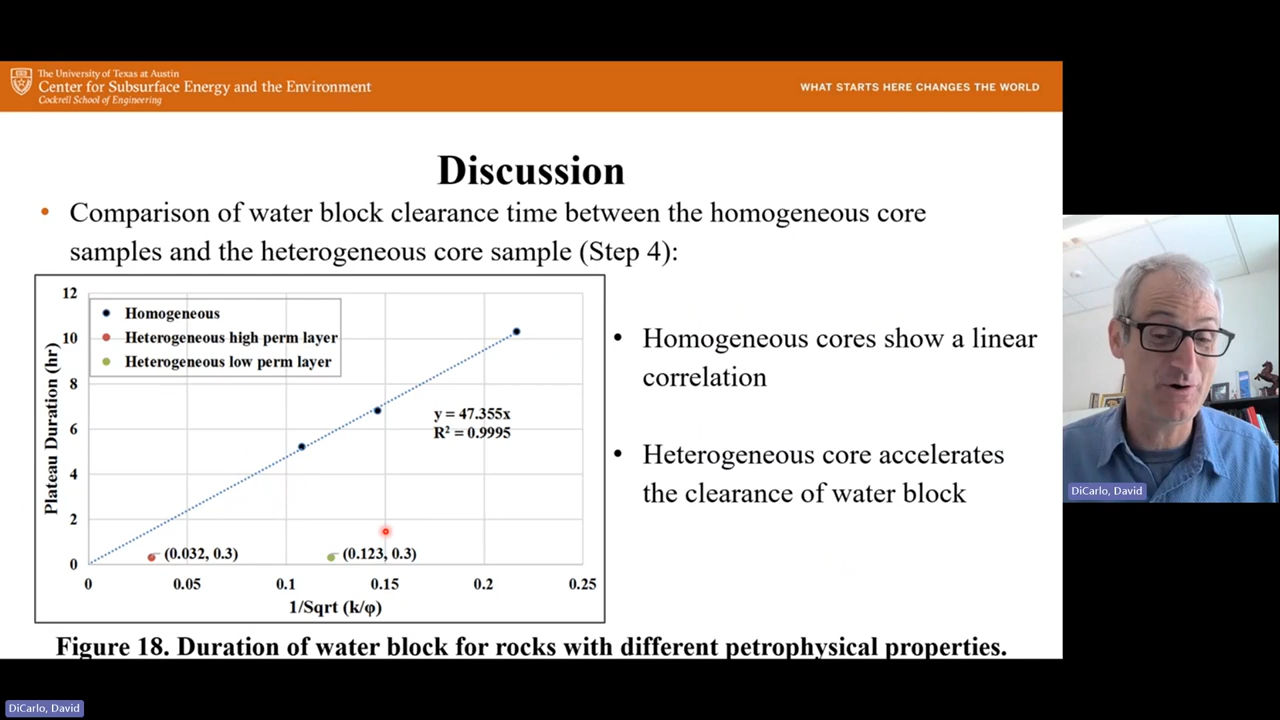 The University of Texas at Austin
Center for Subsurface Energy and the Environment
Cockrell School of Engineering
WHAT STARTS HERE CHANGES THE WORLD
Discussion
• Comparison of water block clearance time between the homogeneous core
samples and the heterogeneous core sample (Step 4):
12
10
8
6
4
2
0
Plateau Duration (hr)
Homogeneous
Heterogeneous high perm layer
Heterogeneous low perm layer
y = 47.355x
R² = 0.9995
(0.032, 0.3)
(0.123, 0.3)
0 0.05 0.1 0.15 0.2 0.25
1/Sqrt (k/φ)
• Homogeneous cores show a linear
correlation
• Heterogeneous core accelerates
the clearance of water block
Figure 18. Duration of water block for rocks with different petrophysical properties.
DiCarlo, David
DiCarlo, David